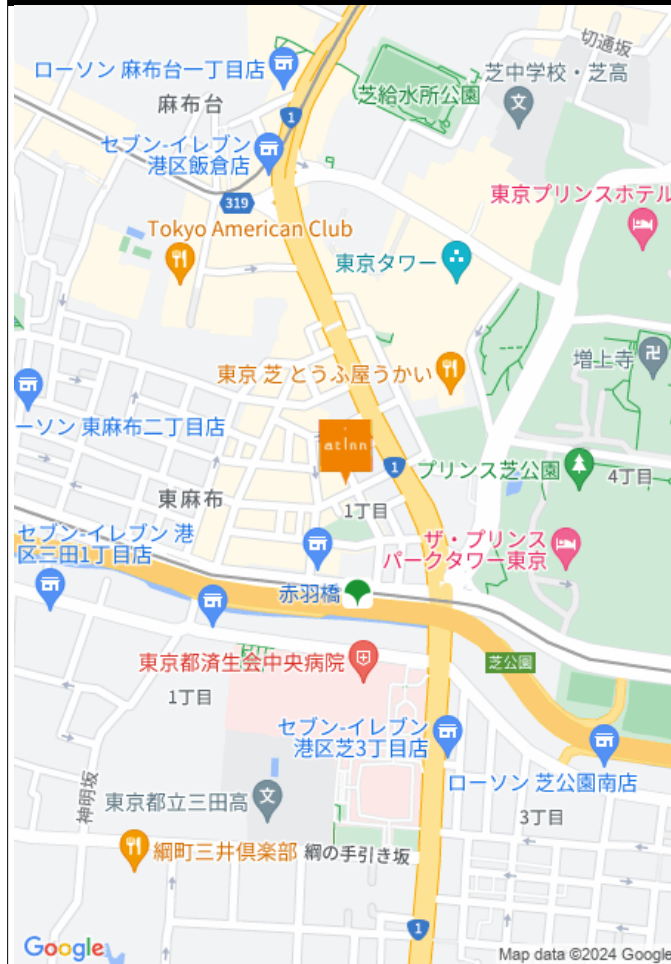 切通坂
ローソン 麻布台一丁目店
芝中学校・芝高
麻布台
芝給水所公園
1
セブン-イレブン
港区飯倉店
319
東京プリンスホテル
Tokyo American Club
東京タワー
増上寺
東京 芝 とうふ屋うかい
ーソン 東麻布二丁目店
atInn
1
プリンス芝公園
4丁目
東麻布
1丁目
セブン-イレブン 港
区三田1丁目店
ザ・プリンス
パークタワー東京
赤羽橋
東京都済生会中央病院
芝公園
1丁目
セブン-イレブン
港区芝3丁目店
ローソン 芝公園南店
神明坂
東京都立三田高
3丁目
綱町三井倶楽部
綱の手引き坂
1
Google
Map data ©2024 Google